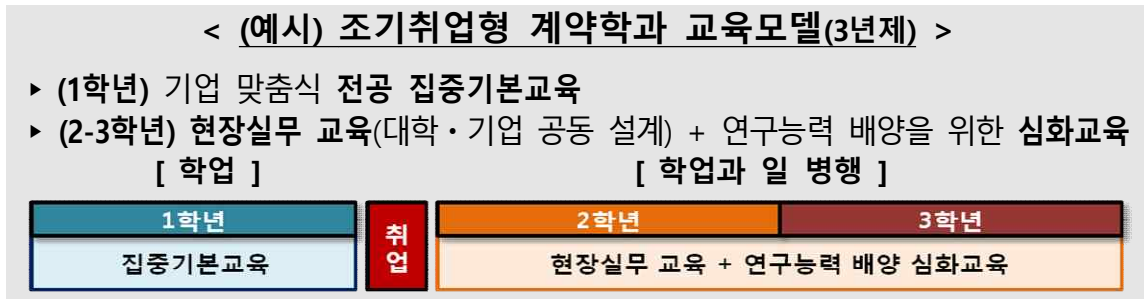 < (예시) 조기취업형 계약학과 교육모델(3년제) >
▸ (1학년) 기업 맞춤식 전공 집중기본교육
▸ (2-3학년) 현장실무 교육(대학・기업 공동 설계) + 연구능력 배양을 위한 심화교육
[ 학업 ] [ 학업과 일 병행 ]
1학년 취업 2학년 3학년
집중기본교육 현장실무 교육 + 연구능력 배양 심화교육